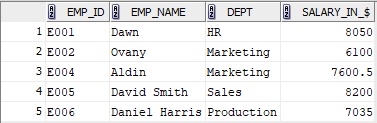 EMP_ID EMP_NAME DEPT SALARY_IN_$
1 E001 Dawn HR 8050
2 E002 Ovany Marketing 6100
3 E004 Aldin Marketing 7600.5
4 E005 David Smith Sales 8200
5 E006 Daniel Harris Production 7035